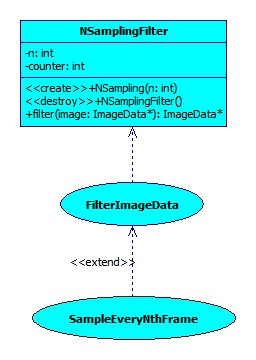 NSamplingFilter
-n: int
-counter: int
<<create>>+NSampling(n: int)
<<destroy>>+NSamplingFilter()
+filter(image: ImageData*): ImageData*
FilterImageData
<<extend>>
SampleEveryNthFrame